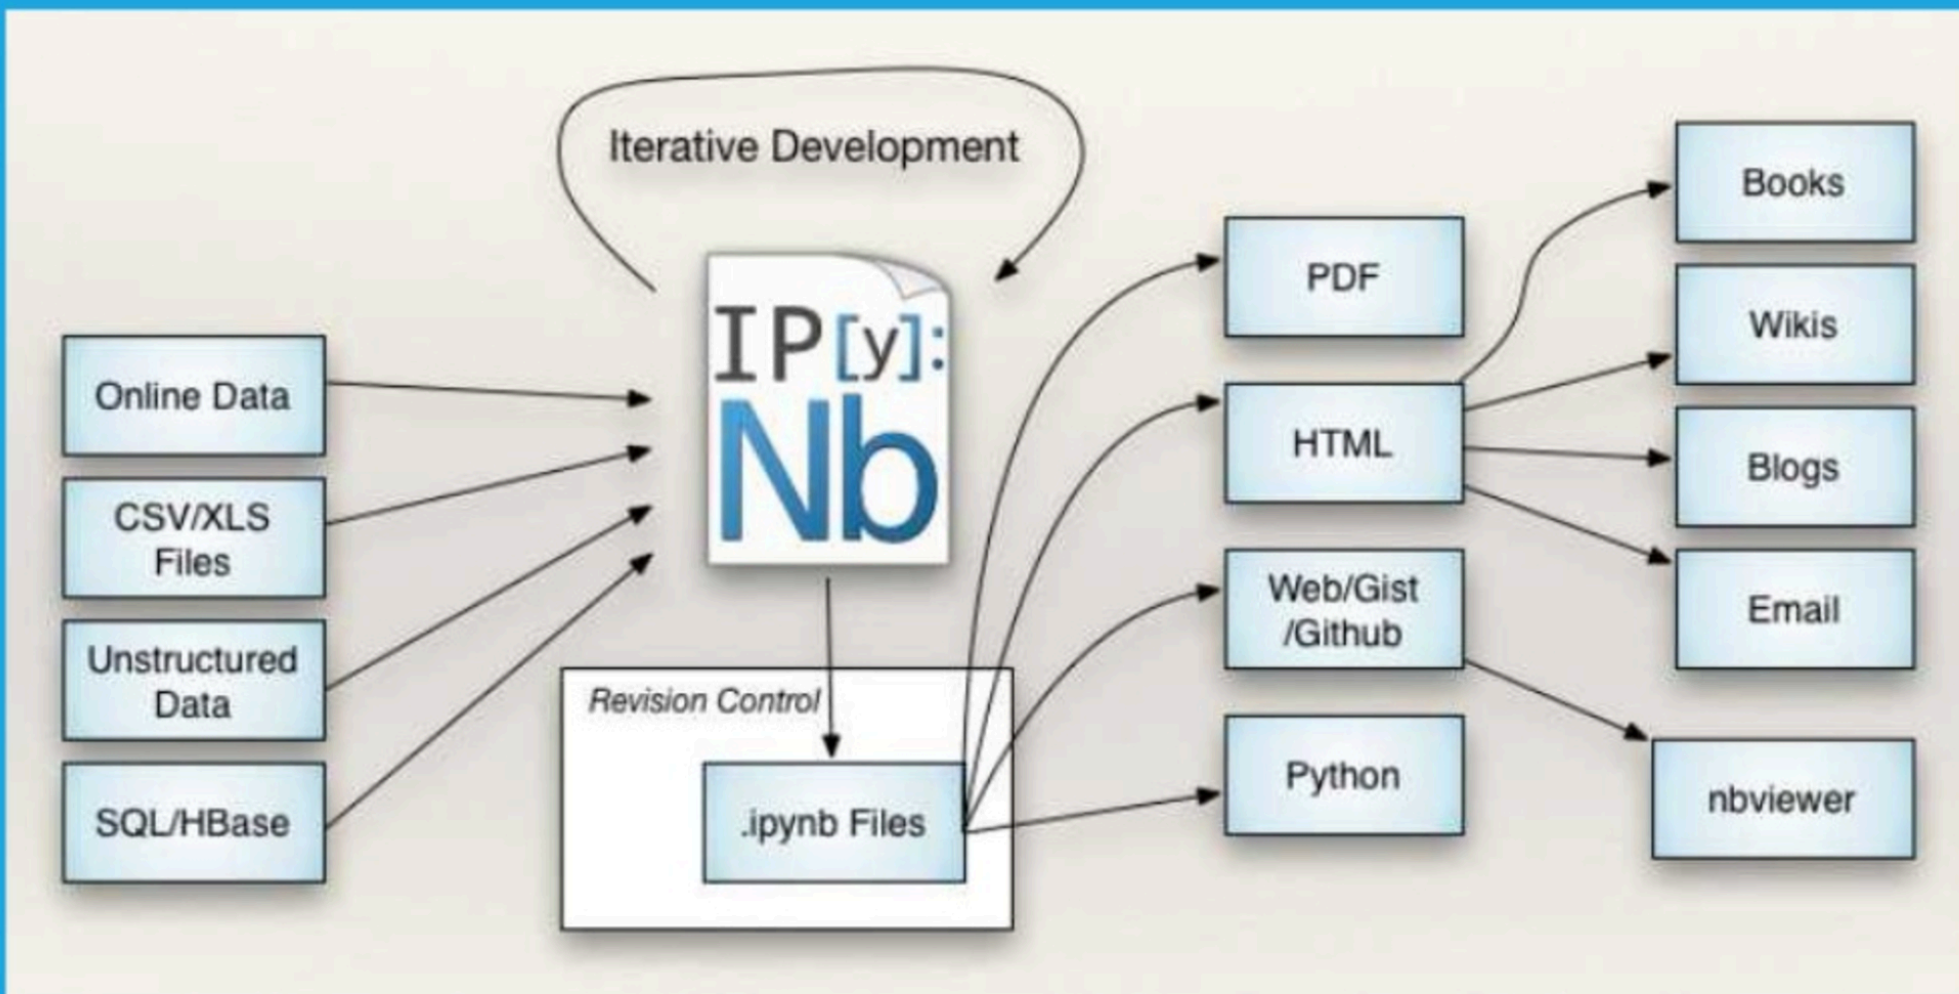 Iterative Development
IP[y]:
Nb
Online Data
CSV/XLS
Files
Unstructured
Data
SQL/HBase
Revision Control
.ipynb Files
PDF
HTML
Web/Gist
/Github
Python
Books
Wikis
Blogs
Email
nbviewer